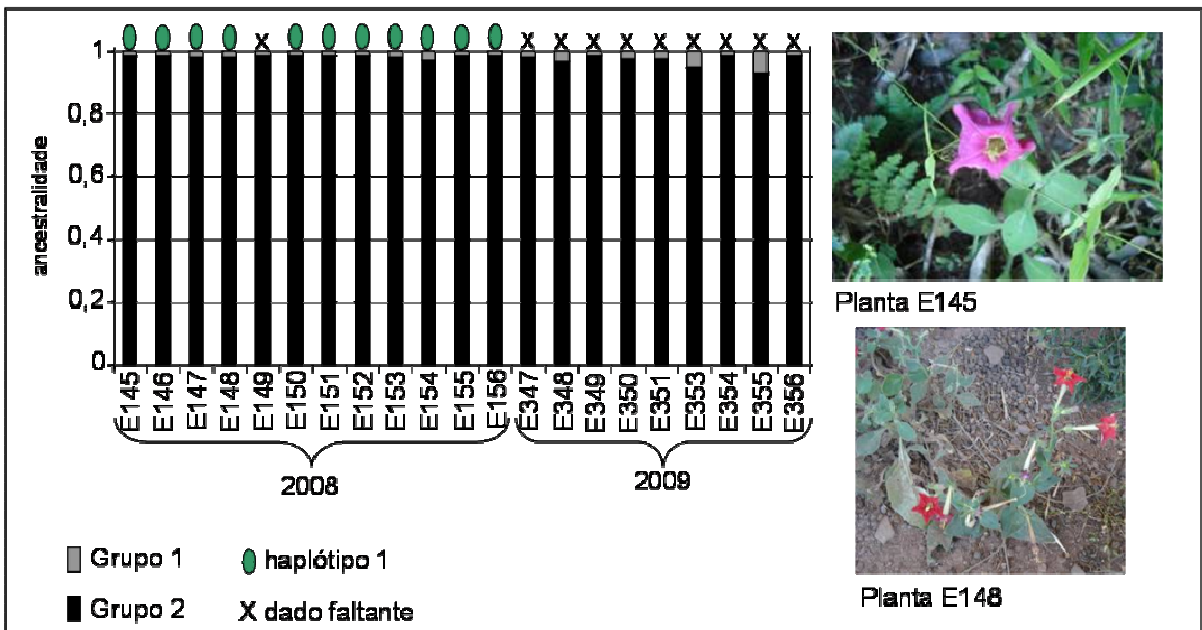 1
0,8
0,6
0,4
0,2
0
ancestralidade
X X X X X X X X X X
E145 E146 E147 E148 E149 E150 E151 E152 E153 E154 E155 E156 E347 E348 E349 E350 E351 E353 E354 E355 E356
2008 2009
Grupo 1 haplótipo 1
Grupo 2 X dado faltante
Planta E145
Planta E148